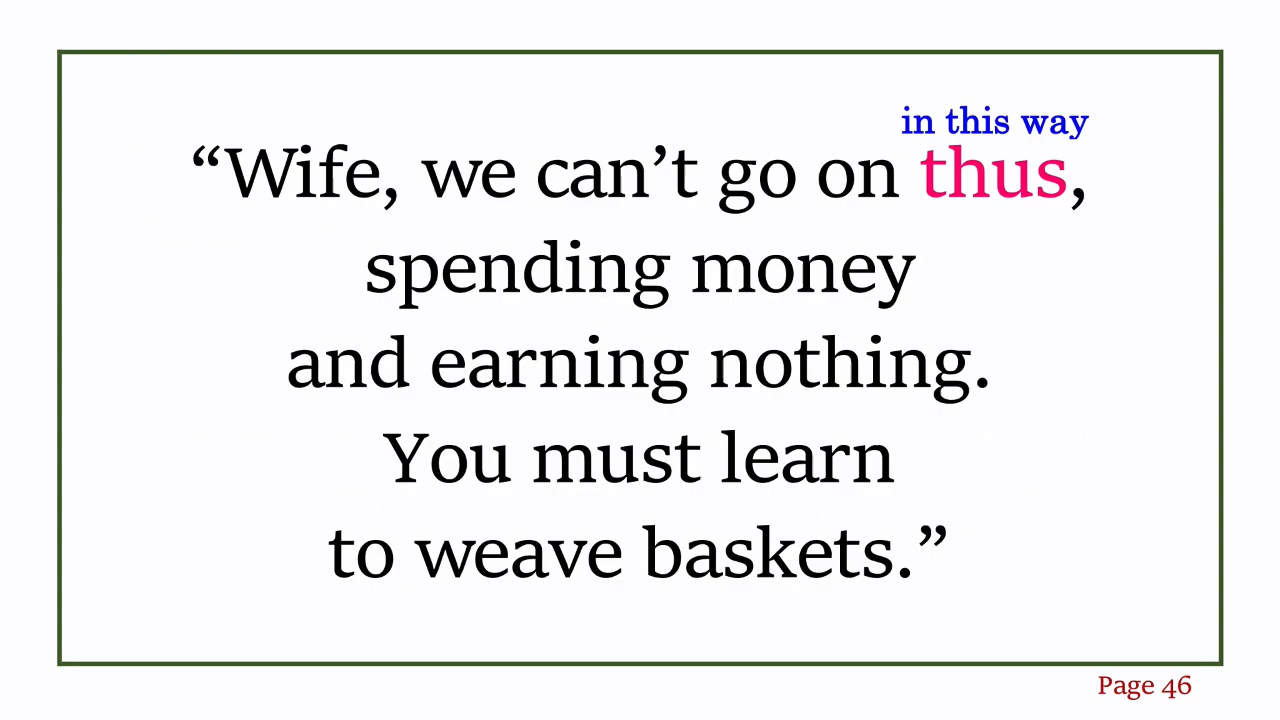 in this way
“Wife, we can’t go on thus,
spending money
and earning nothing.
You must learn
to weave baskets.”
Page 46